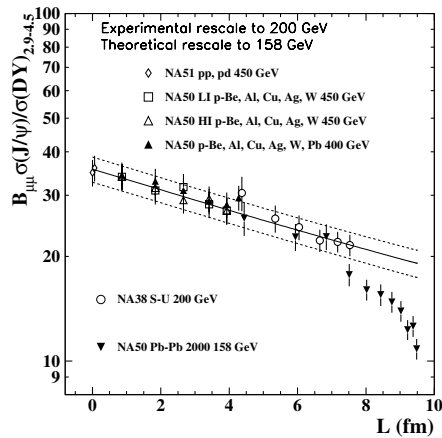 Experimental rescale to 200 GeV
Theoretical rescale to 158 GeV
NA51 pp, pd 450 GeV
NA50 LI p-Be, Al, Cu, Ag, W 450 GeV
NA50 HI p-Be, Al, Cu, Ag, W 450 GeV
NA50 p-Be, Al, Cu, Ag, W, Pb 400 GeV
NA38 S-U 200 GeV
NA50 Pb-Pb 2000 158 GeV
B_μμ σ(J/ψ)/σ(DY)_2.9-4.5
100
90
80
70
60
50
40
30
20
10
8
0 2 4 6 8 10
L (fm)